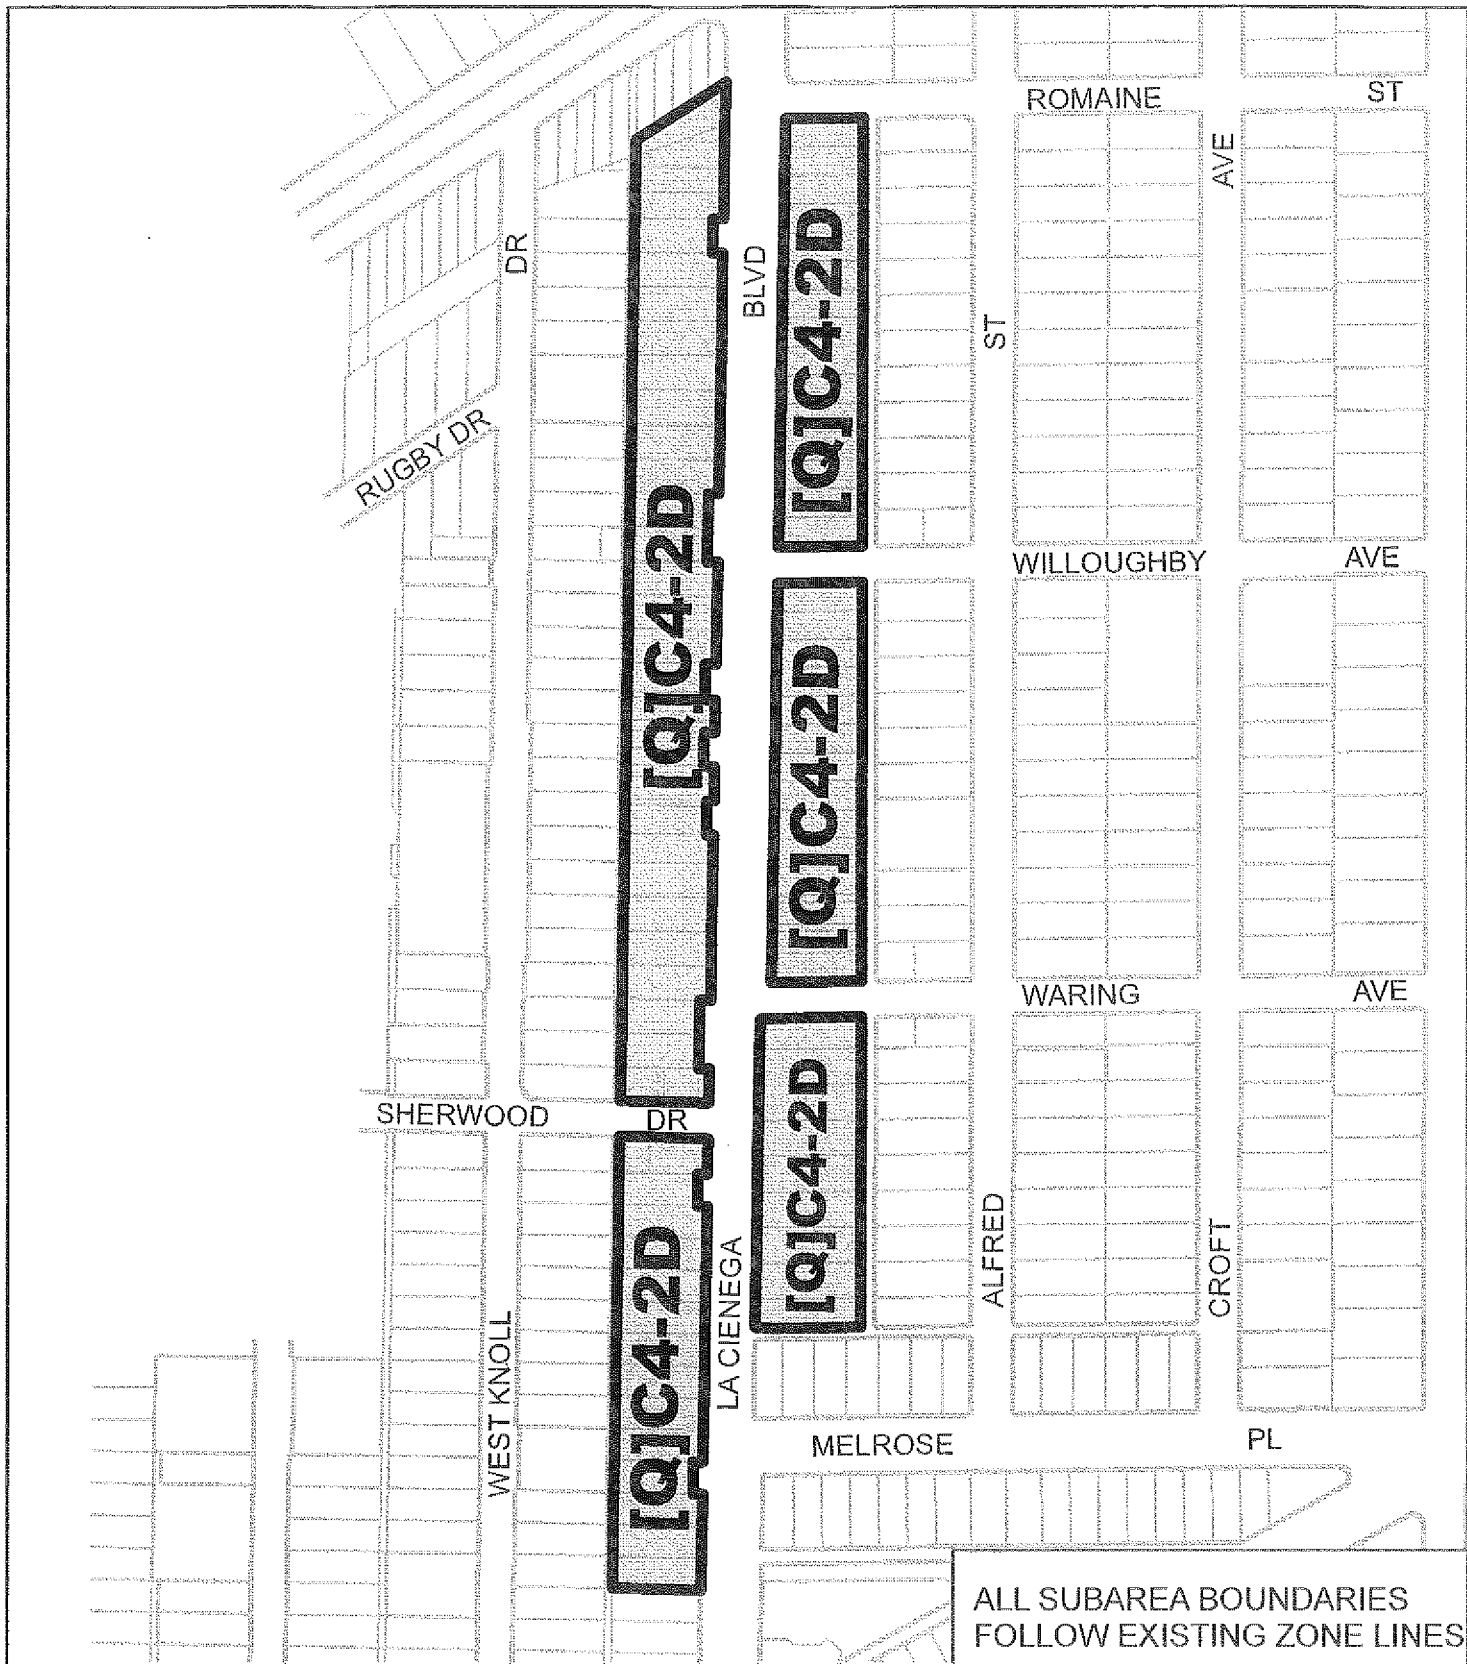 ROMAINE ST
AVE
DR
BLVD
[Q]C4-2D
ST
RUGBY DR
[Q]C4-2D
WILLOUGHBY AVE
[Q]C4-2D
WARING AVE
SHERWOOD DR
[Q]C4-2D
[Q]C4-2D
LA CIENEGA
ALFRED
CROFT
WEST KNOLL
MELROSE PL
ALL SUBAREA BOUNDARIES
FOLLOW EXISTING ZONE LINES